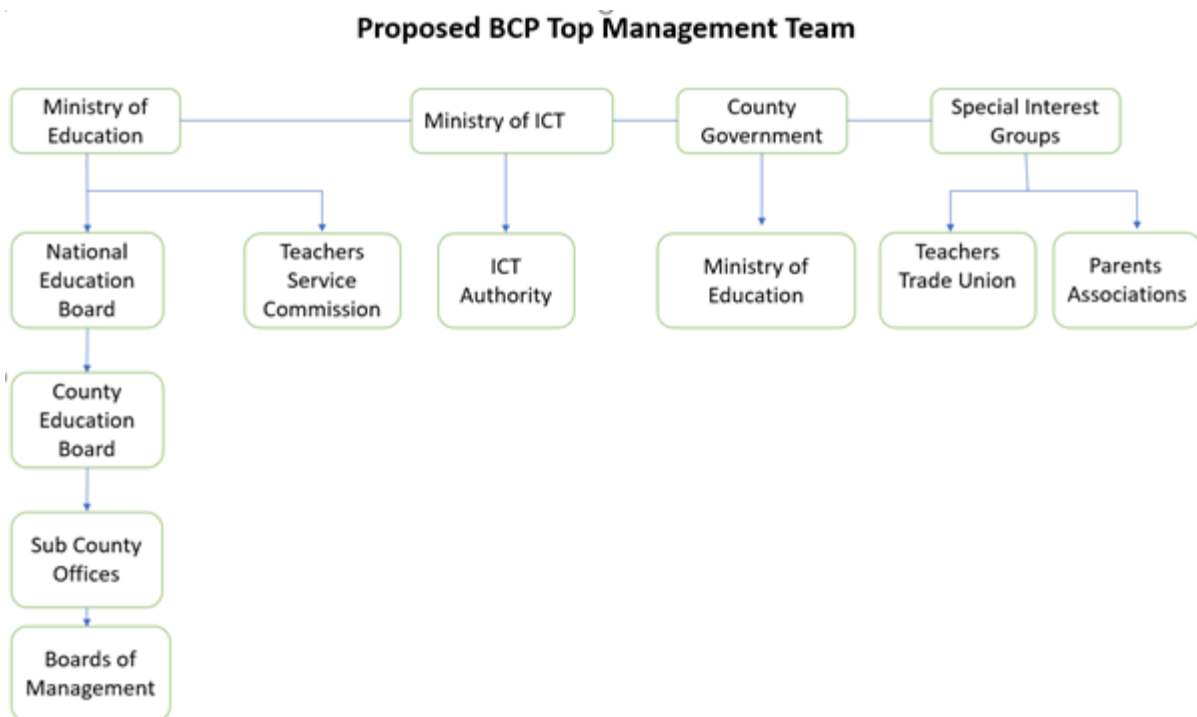 Proposed BCP Top Management Team
Ministry of
Education
Ministry of ICT
County
Government
Special Interest
Groups
National
Education
Board
Teachers
Service
Commission
ICT
Authority
Ministry of
Education
Teachers
Trade Union
Parents
Associations
County
Education
Board
Sub County
Offices
Boards of
Management